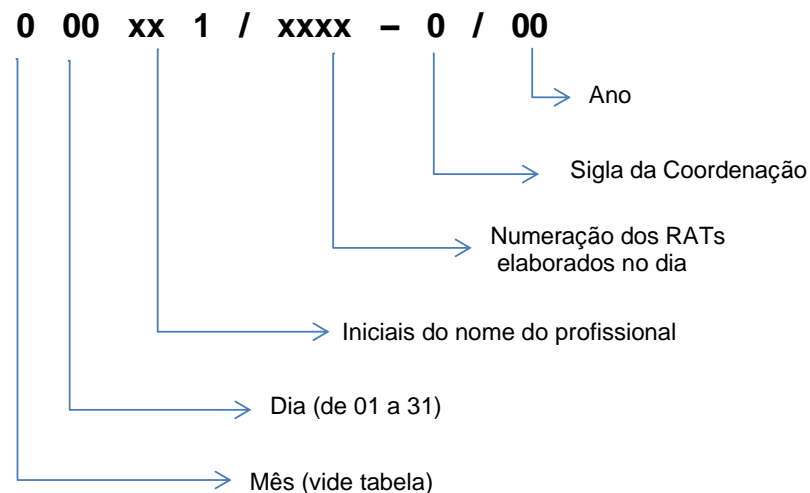 0 00 xx 1 / xxxx – 0 / 00
Ano
Sigla da Coordenação
Numeração dos RATs
elaborados no dia
Iniciais do nome do profissional
Dia (de 01 a 31)
Mês (vide tabela)